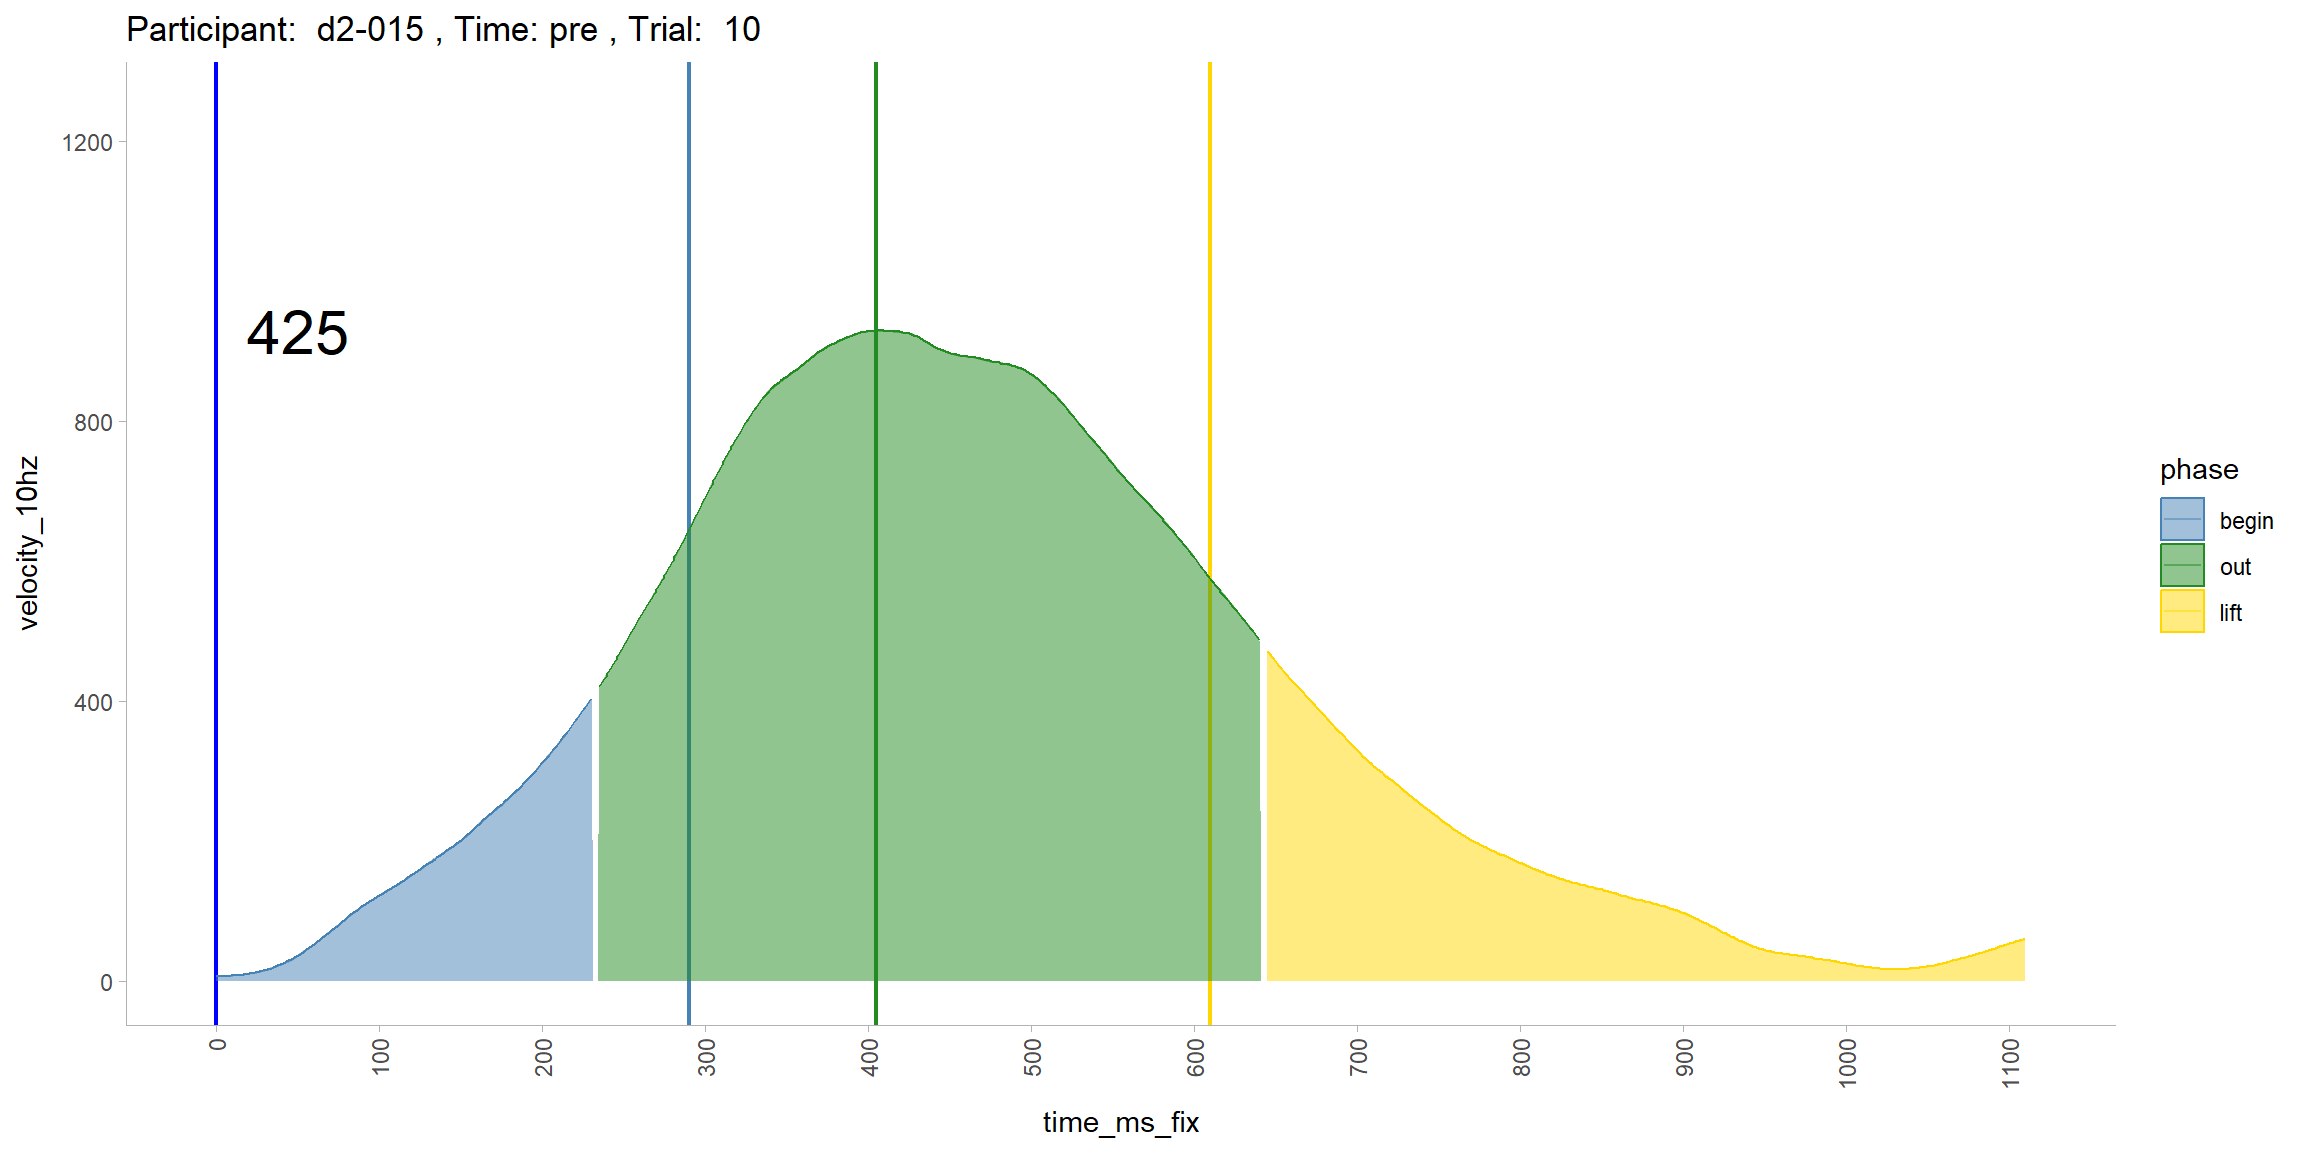 Participant:  d2-015 , Time: pre , Trial:  10
1200
800
400
0
velocity_10hz
425
0
100
200
300
400
500
600
700
800
900
1000
1100
time_ms_fix
phase
begin
out
lift